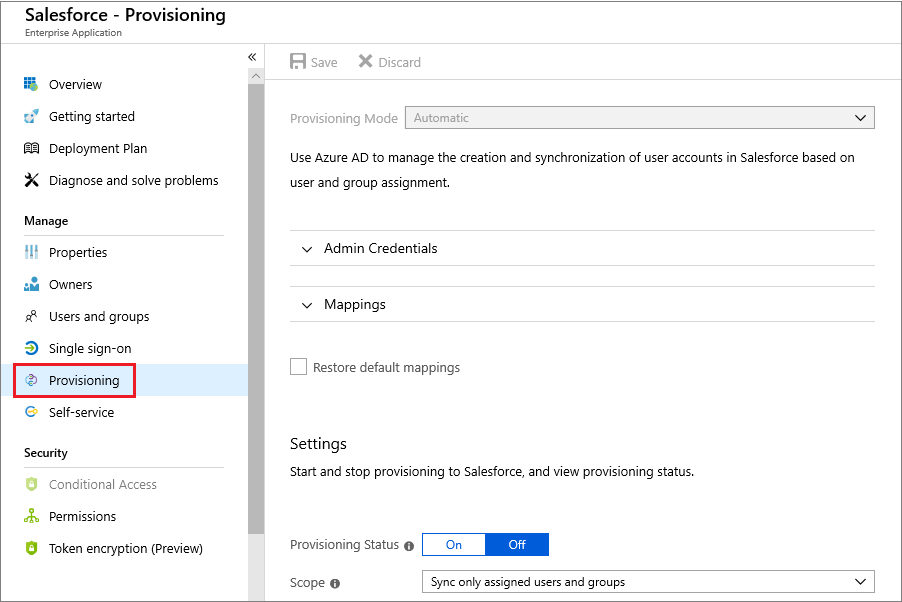 Salesforce - Provisioning
Enterprise Application
«
Overview
Getting started
Deployment Plan
Diagnose and solve problems
Manage
Properties
Owners
Users and groups
Single sign-on
Provisioning
Self-service
Security
Conditional Access
Permissions
Token encryption (Preview)
Save Discard
Provisioning Mode Automatic
Use Azure AD to manage the creation and synchronization of user accounts in Salesforce based on
user and group assignment.
Admin Credentials
Mappings
Restore default mappings
Settings
Start and stop provisioning to Salesforce, and view provisioning status.
Provisioning Status On Off
Scope Sync only assigned users and groups